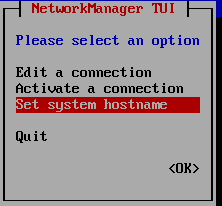 NetworkManager TUI
Please select an option
Edit a connection
Activate a connection
Set system hostname
Quit
<OK>